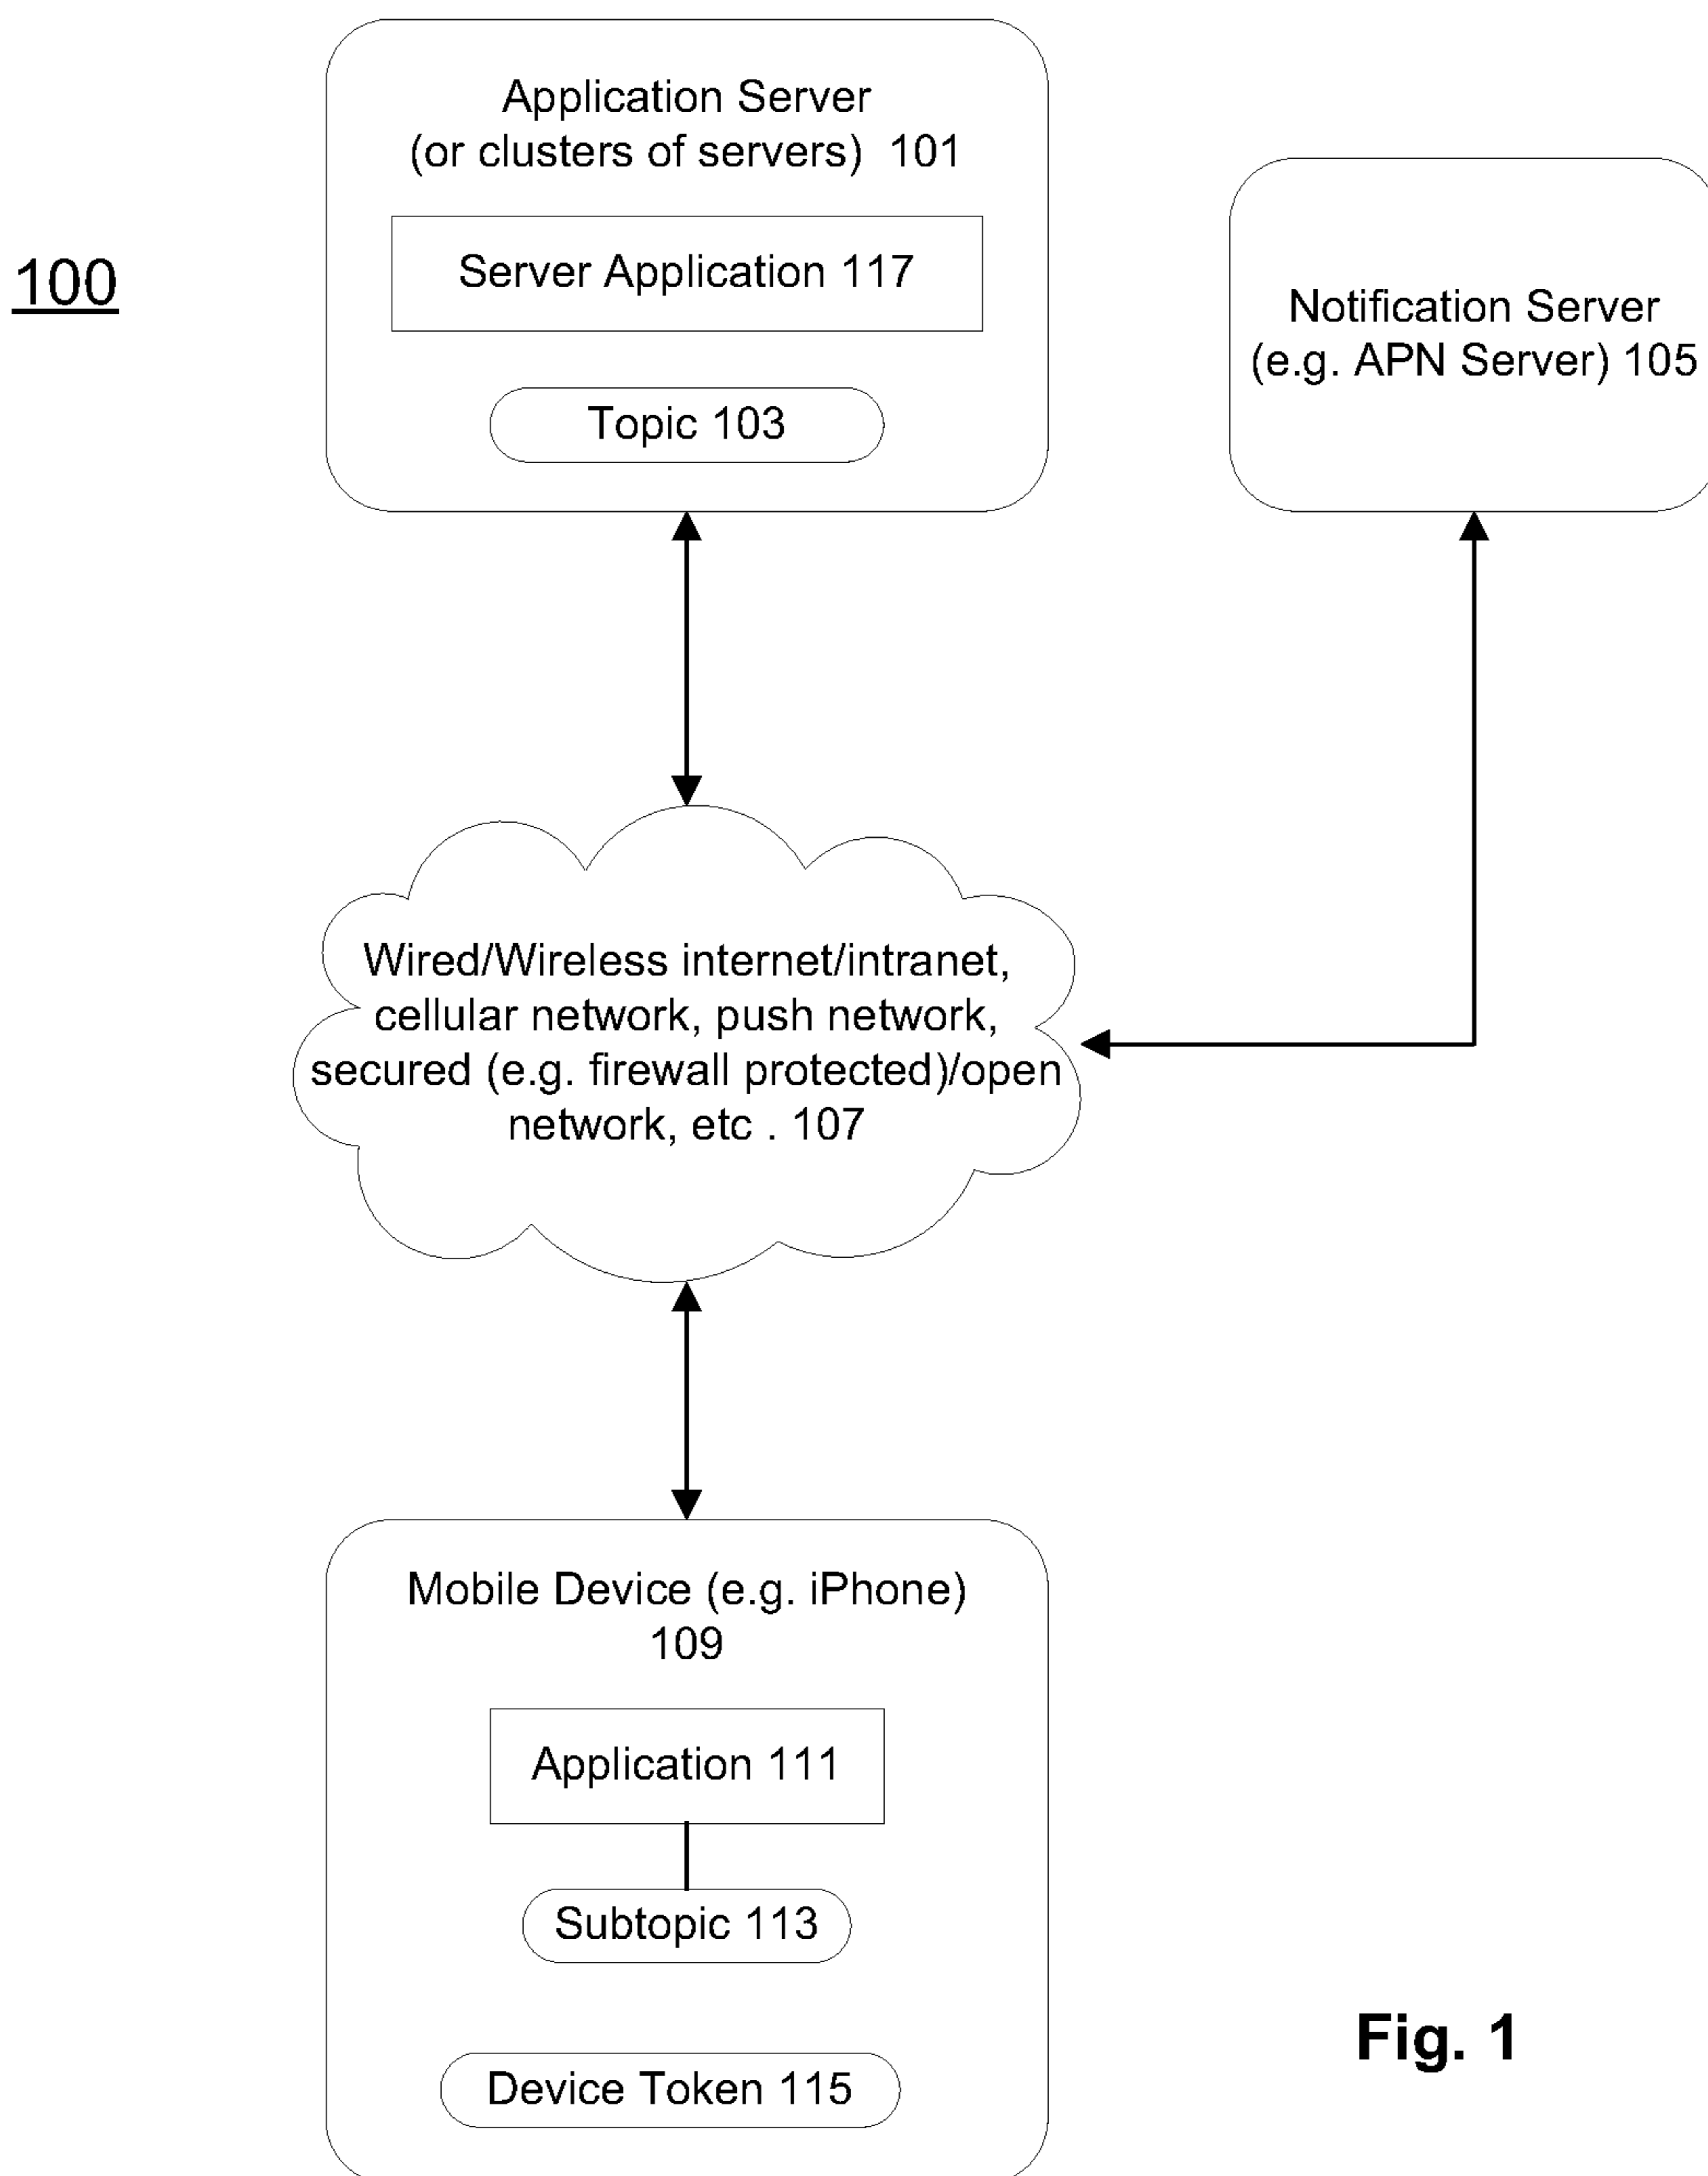 Application Server
(or clusters of servers) 101
Server Application 117
100
Notification Server
(e.g. APN Server) 105
Topic 103
Wired/Wireless internet/intranet,
cellular network, push network,
secured (e.g. firewall protected)/open
network, etc . 107
Mobile Device (e.g. iPhone)
109
Application 111
Subtopic 113
Device Token 115
Fig. 1